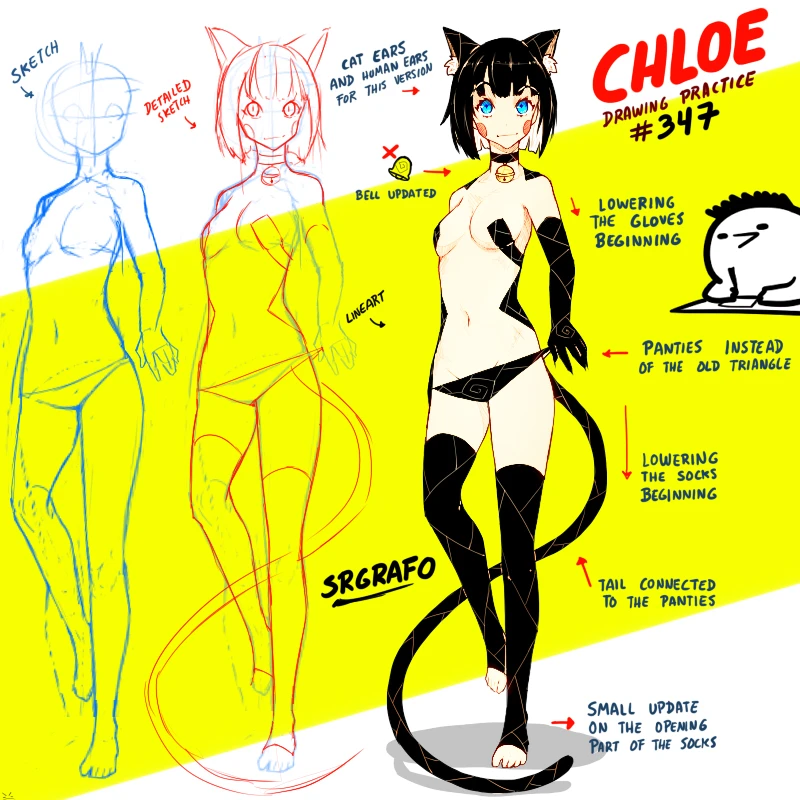 SKETCH
DETAILED
SKETCH
CAT EARS
AND HUMAN EARS
FOR THIS VERSION
CHLOE
DRAWING PRACTICE
#347
BELL UPDATED
LOWERING
THE GLOVES
BEGINNING
LINEART
PANTIES INSTEAD
OF THE OLD TRIANGLE
LOWERING
THE SOCKS
BEGINNING
SRGRAFO
TAIL CONNECTED
TO THE PANTIES
SMALL UPDATE
ON THE OPENING
PART OF THE SOCKS